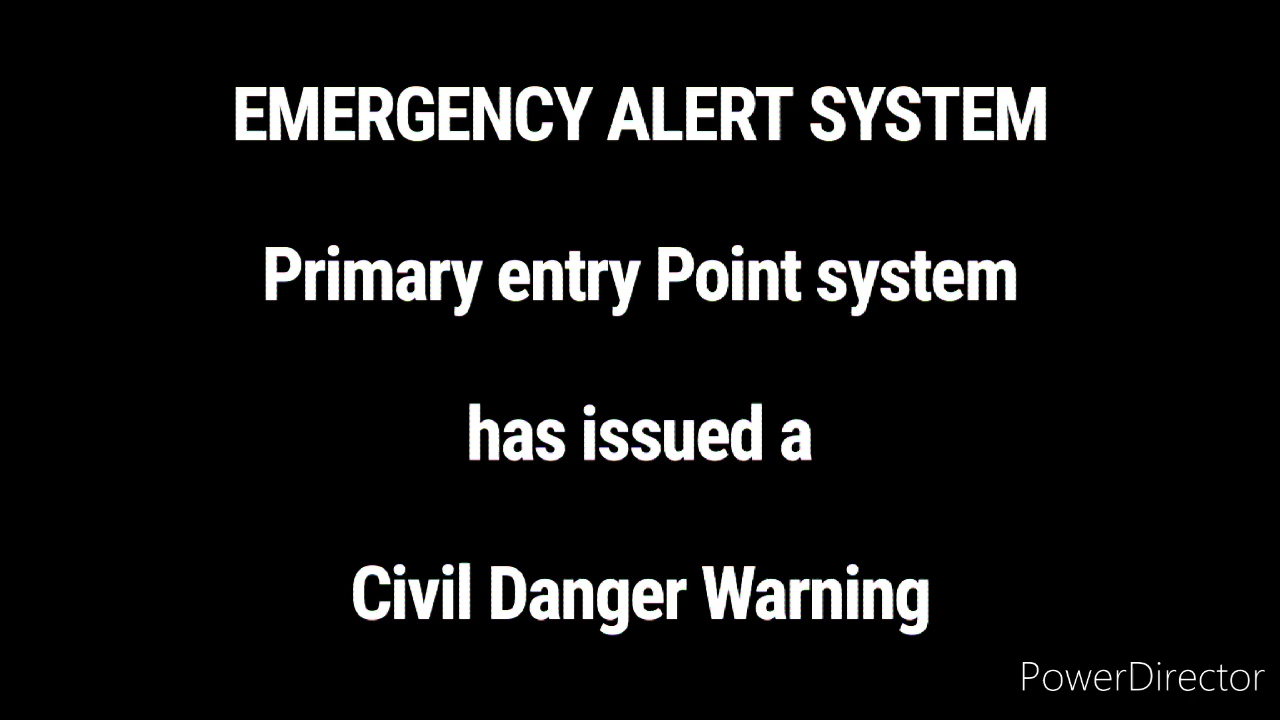 EMERGENCY ALERT SYSTEM
Primary entry Point system
has issued a
Civil Danger Warning
PowerDirector